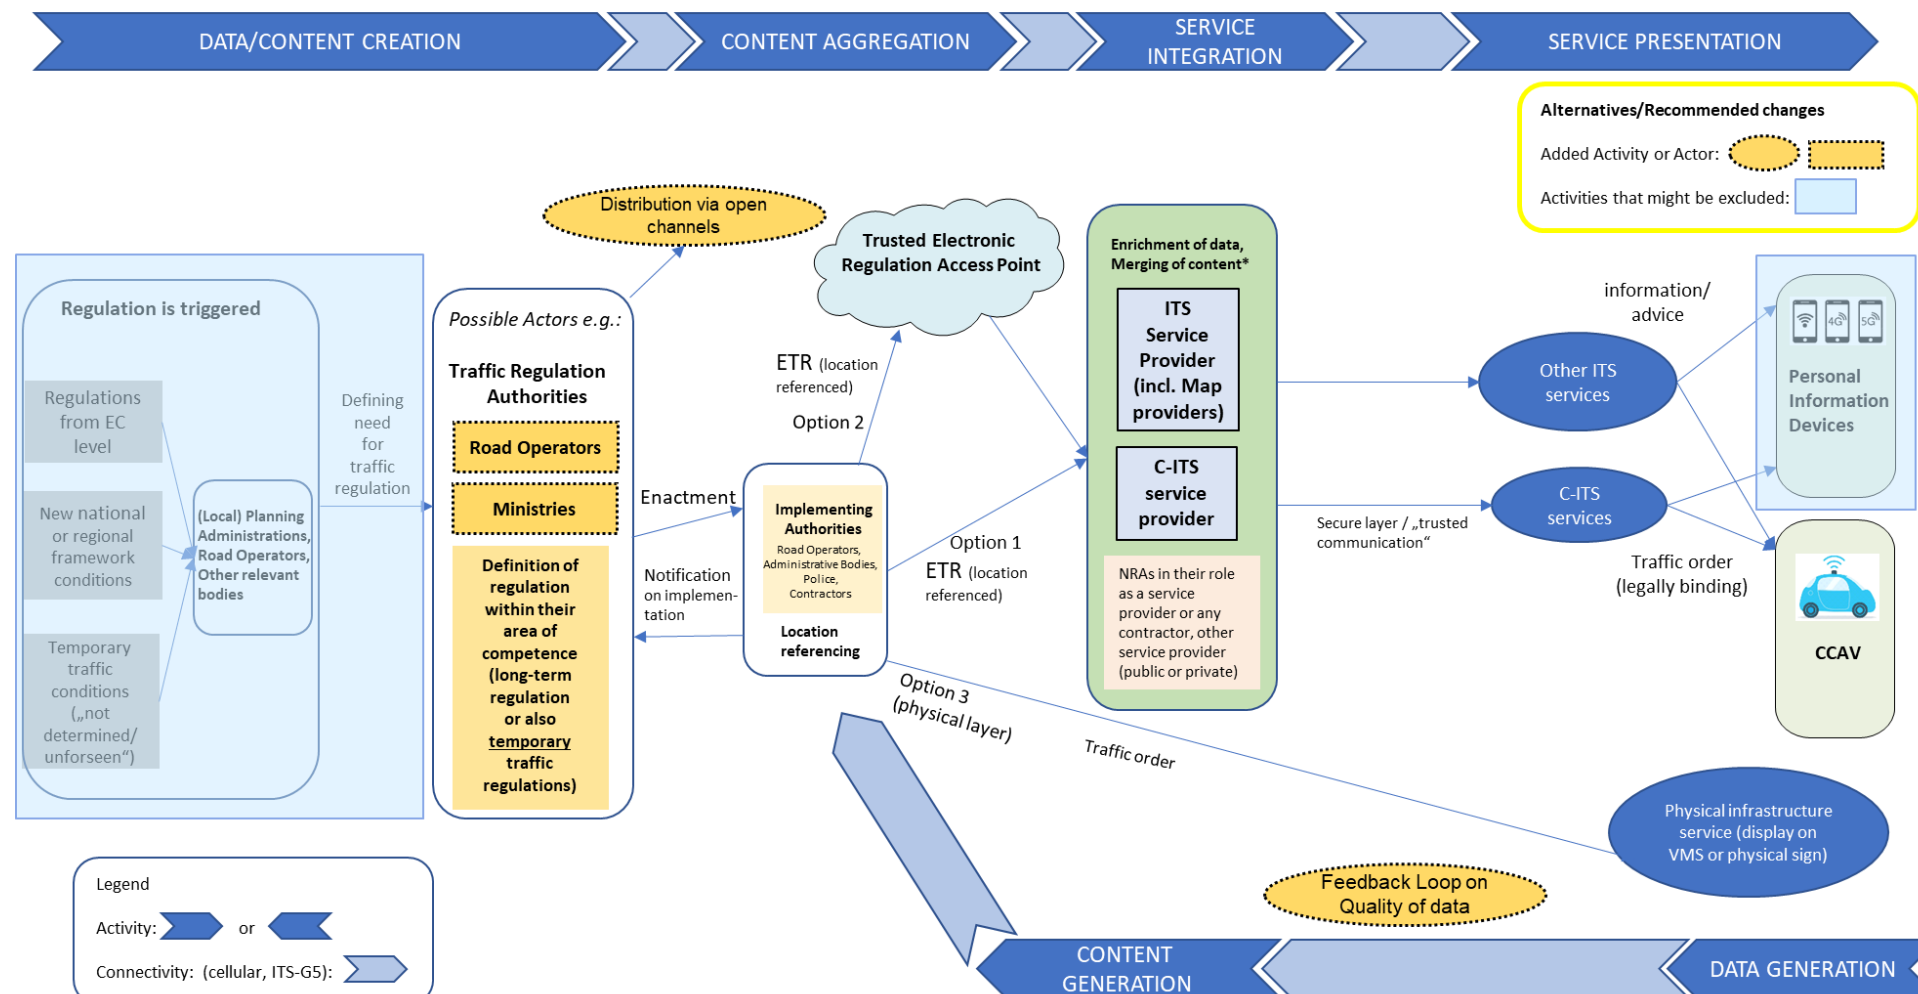 DATA/CONTENT CREATION
CONTENT AGGREGATION
SERVICE
INTEGRATION
SERVICE PRESENTATION
Alternatives/Recommended changes
Added Activity or Actor:
Activities that might be excluded:
Distribution via open
channels
Trusted Electronic
Regulation Access Point
Regulation is triggered
Regulations
from EC
level
New national
or regional
framework
conditions
Temporary
traffic
conditions
(„not
determined/
unforseen“)
(Local) Planning
Administrations,
Road Operators,
Other relevant
bodies
Defining
need
for
traffic
regulation
Possible Actors e.g.:
Traffic Regulation
Authorities
Road Operators
Ministries
Definition of
regulation
within their
area of
competence
(long-term
regulation
or also
temporary
traffic
regulations)
Enactment
Notification
on implemen-
tation
ETR (location
referenced)
Option 2
Implementing
Authorities
Road Operators,
Administrative Bodies,
Police,
Contractors
Location
referencing
Option 1
ETR (location
referenced)
Option 3
(physical layer)
Traffic order
Enrichment of data,
Merging of content*
ITS
Service
Provider
(incl. Map
providers)
C-ITS
service
provider
NRAs in their role
as a service
provider or any
contractor, other
service provider
(public or private)
Secure layer / „trusted
communication“
Other ITS
services
C-ITS
services
information/
advice
Traffic order
(legally binding)
4G
5G
Personal
Information
Devices
CCAV
Physical infrastructure
service (display on
VMS or physical sign)
Feedback Loop on
Quality of data
CONTENT
GENERATION
DATA GENERATION
Legend
Activity: or
Connectivity: (cellular, ITS-G5):